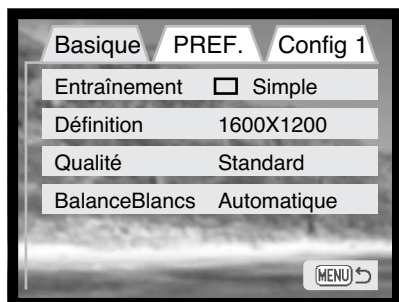 Basique PREF. Config 1
Entraînement Simple
Définition 1600X1200
Qualité Standard
BalanceBlancs Automatique
MENU